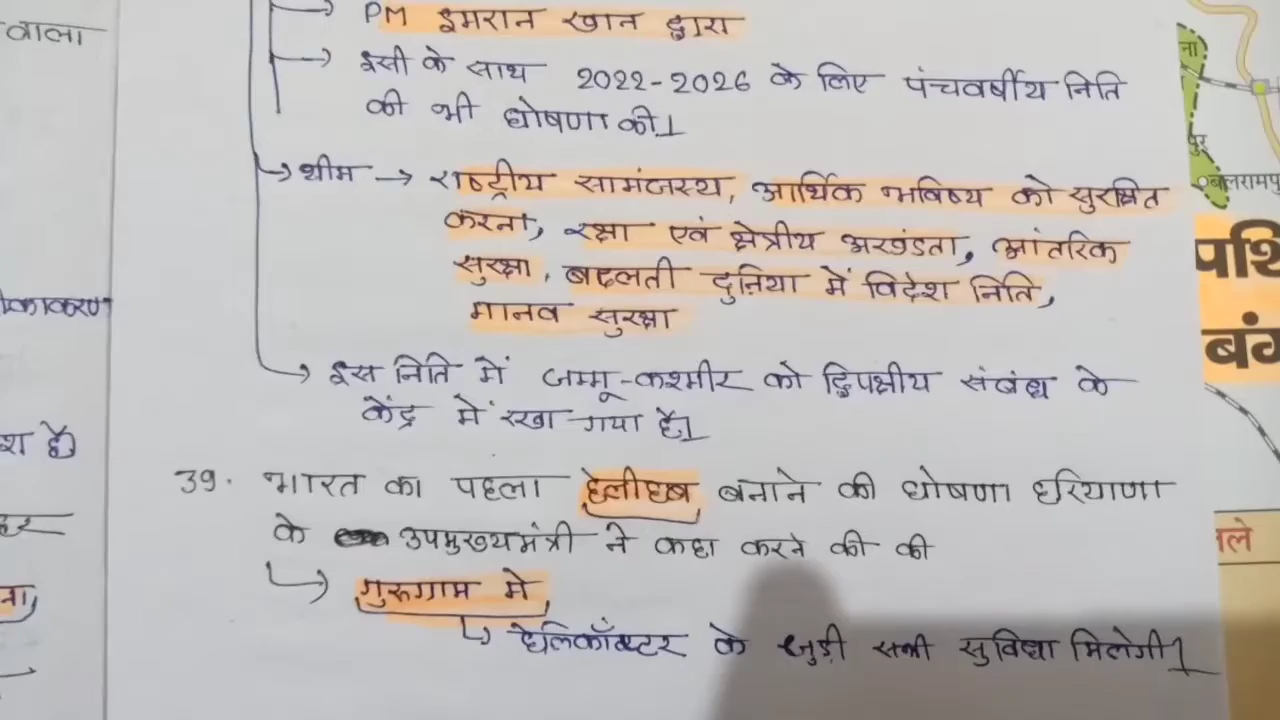 वाला
→ PM इमरान खान द्वारा
→ इसी के साथ 2022-2026 के लिए पंचवर्षीय निति
की भी घोषणा की।
→ थीम → राष्ट्रीय सामंजस्य, आर्थिक भविष्य को सुरक्षित
करना, रक्षा एवं क्षेत्रीय अखंडता, आंतरिक
सुरक्षा, बदलती दुनिया में विदेश निति,
मानव सुरक्षा
→ इस निति में जम्मू-कश्मीर को द्विपक्षीय संबंध के
केंद्र में रखा गया है।
39. भारत का पहला हेलीहब बनाने की घोषणा हरियाणा
के उपमुख्यमंत्री ने कहा करने की की
→ गुरुग्राम मे
→ हेलिकॉप्टर के जुड़ी सभी सुविधा मिलेगी।
ना
पुर
बलरामपु
पश्चि
बंग